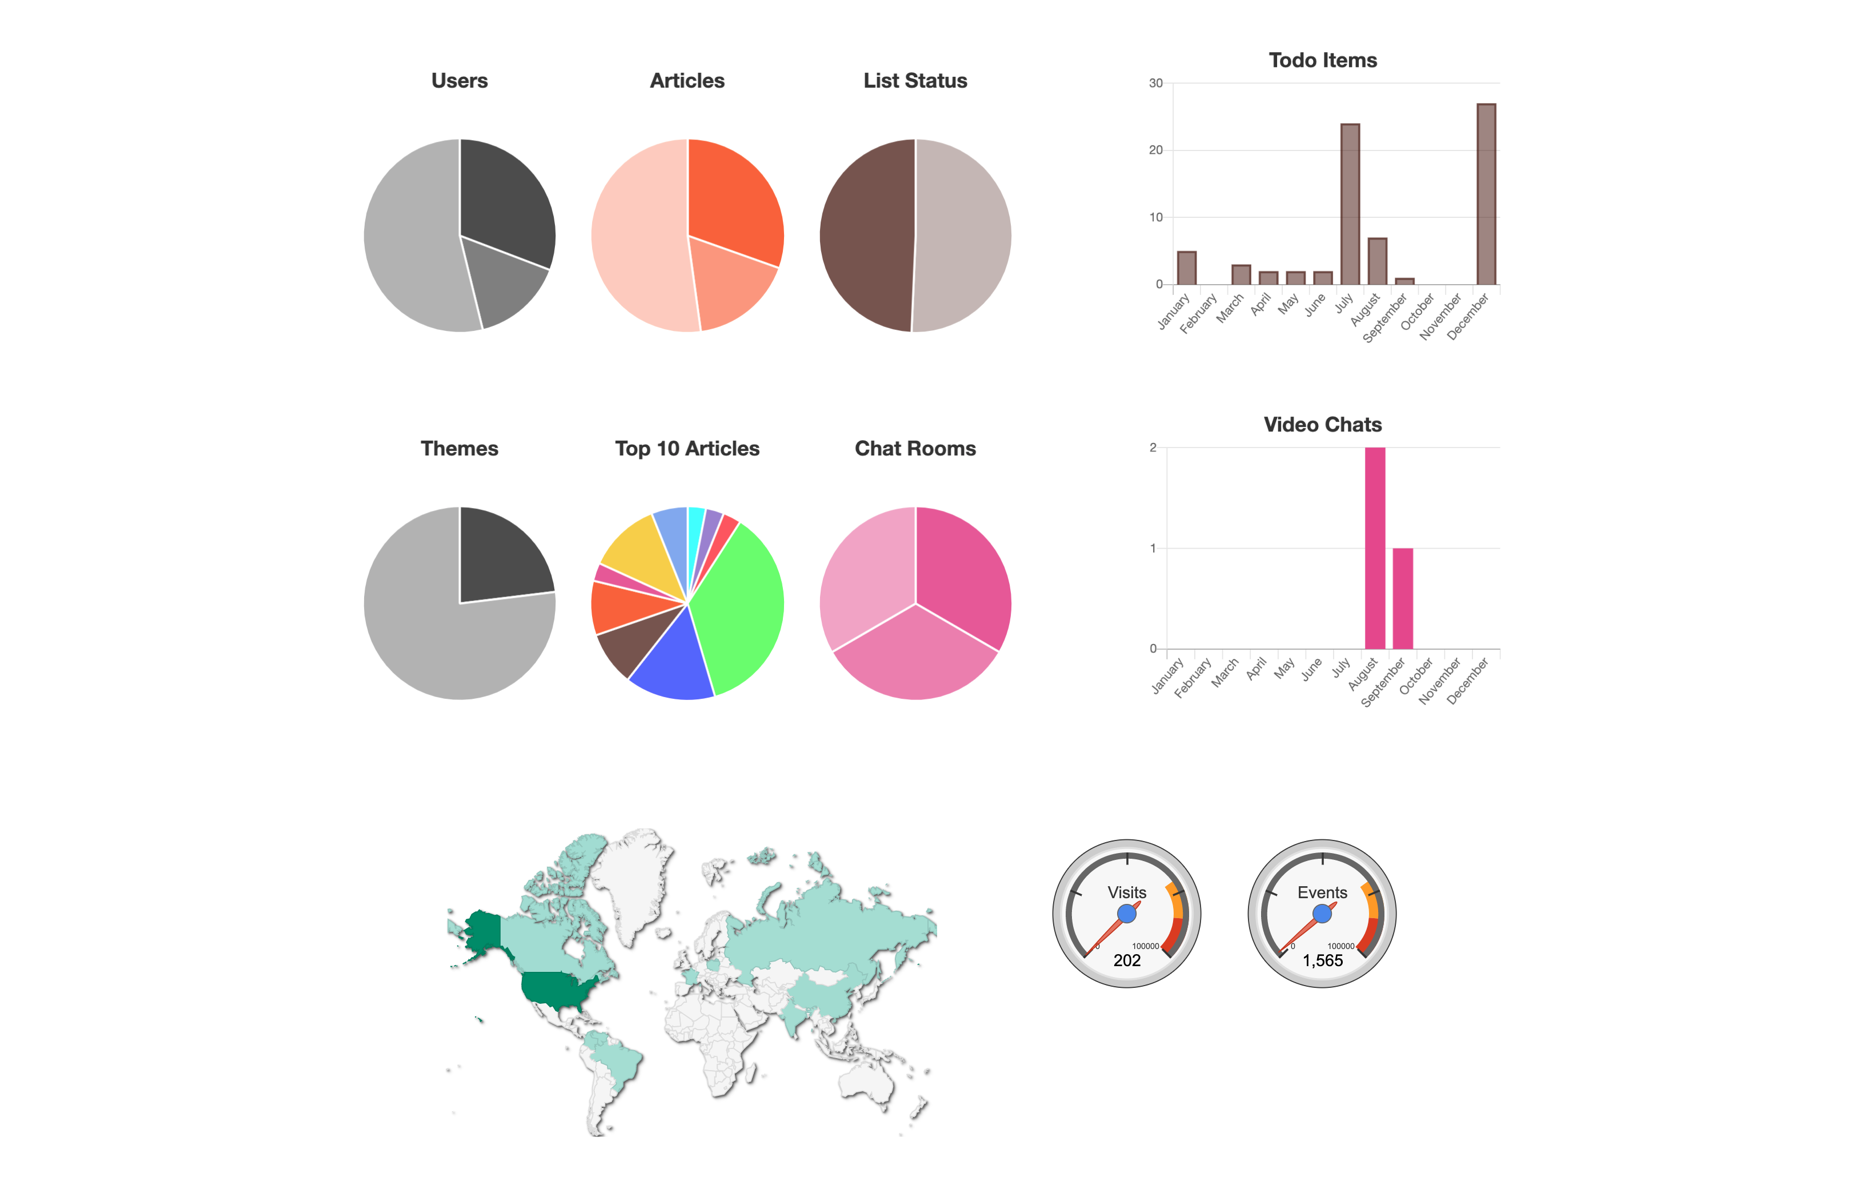 Users
Articles
List Status
Todo Items
30
20
10
0
January
February
March
April
May
June
July
August
September
October
November
December
Themes
Top 10 Articles
Chat Rooms
Video Chats
2
1
0
January
February
March
April
May
June
July
August
September
October
November
December
Visits
0
100000
202
Events
0
100000
1,565